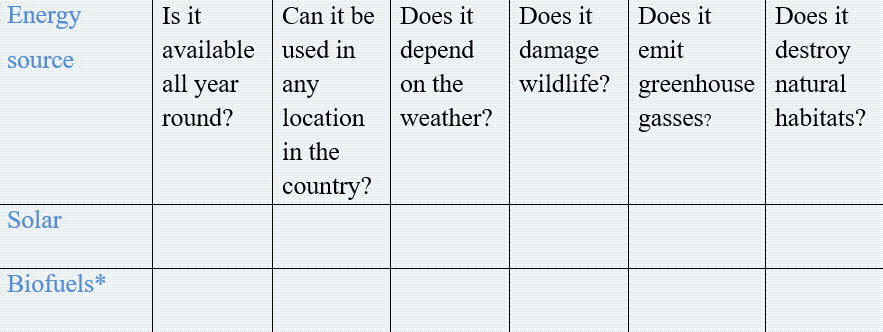 Energy
source
Is it
available
all year
round?
Can it be
used in
any
location
in the
country?
Does it
depend
on the
weather?
Does it
damage
wildlife?
Does it
emit
greenhouse
gasses?
Does it
destroy
natural
habitats?
Solar
Biofuels*